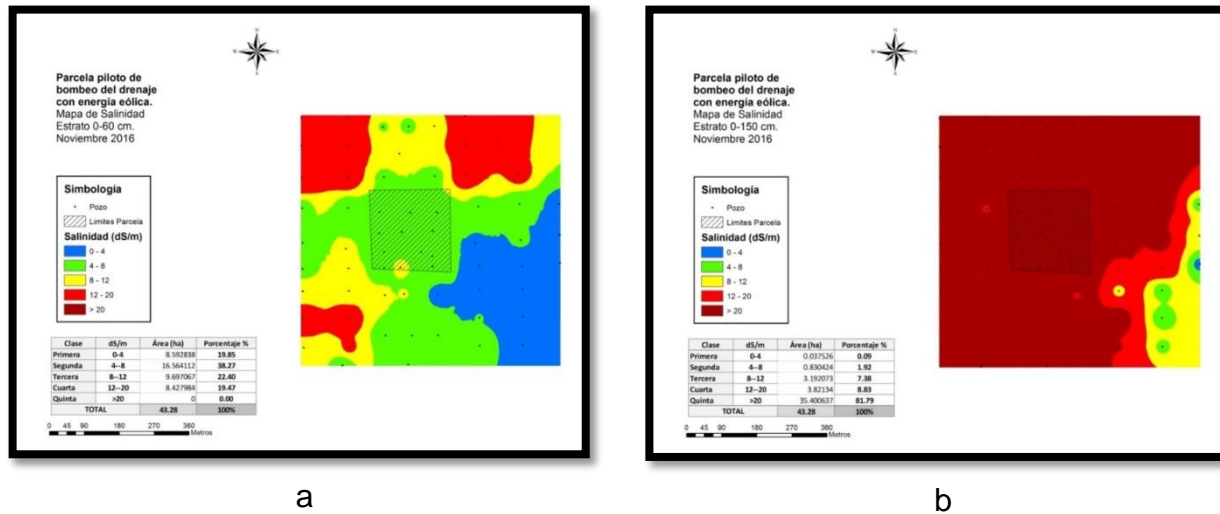 Parcela piloto de
bombeo del drenaje
con energía eólica.
Mapa de Salinidad
Estrato 0-60 cm.
Noviembre 2016
N
W E
S
Simbología
Pozo
Limites Parcela
Salinidad (dS/m)
0 - 4
4 - 8
8 - 12
12 - 20
> 20
Clase dS/m Área (ha) Porcentaje %
Primera 0-4 8.592838 19.85
Segunda 4--8 16.564112 38.27
Tercera 8--12 9.697067 22.40
Cuarta 12--20 8.427984 19.47
Quinta >20 0 0.00
TOTAL 43.28 100%
0 45 90 180 270 360
Metros
a
Parcela piloto de
bombeo del drenaje
con energía eólica.
Mapa de Salinidad
Estrato 0-150 cm.
Noviembre 2016
N
W E
S
Simbología
Pozo
Limites Parcela
Salinidad (dS/m)
0 - 4
4 - 8
8 - 12
12 - 20
> 20
Clase dS/m Área (ha) Porcentaje %
Primera 0-4 0.037526 0.09
Segunda 4--8 0.830424 1.92
Tercera 8--12 3.192073 7.38
Cuarta 12--20 3.82134 8.83
Quinta >20 35.400637 81.79
TOTAL 43.28 100%
0 45 90 180 270 360
Metros
b